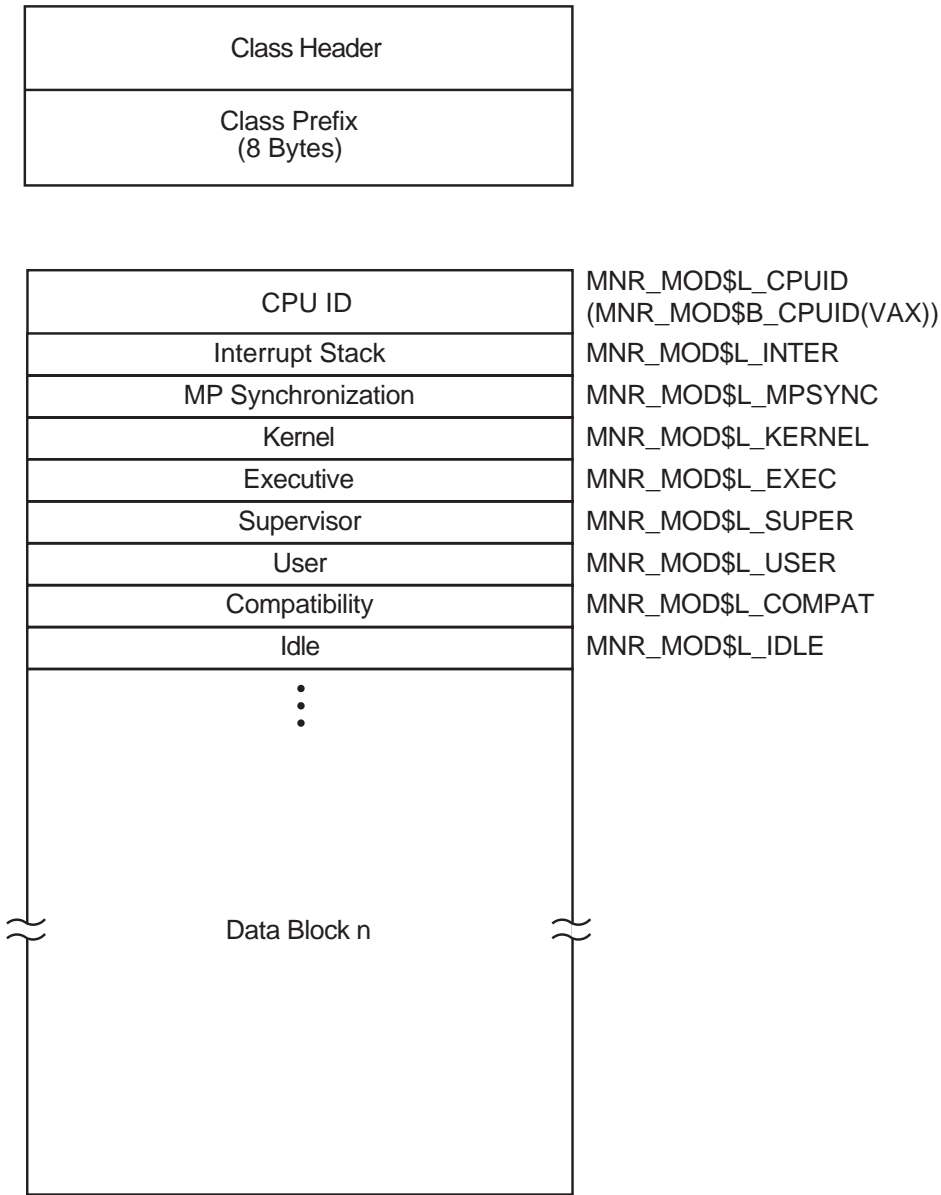 Class Header
Class Prefix
(8 Bytes)
CPU ID
MNR_MOD$L_CPUID
(MNR_MOD$B_CPUID(VAX))
Interrupt Stack MNR_MOD$L_INTER
MP Synchronization MNR_MOD$L_MPSYNC
Kernel MNR_MOD$L_KERNEL
Executive MNR_MOD$L_EXEC
Supervisor MNR_MOD$L_SUPER
User MNR_MOD$L_USER
Compatibility MNR_MOD$L_COMPAT
Idle MNR_MOD$L_IDLE
Data Block n